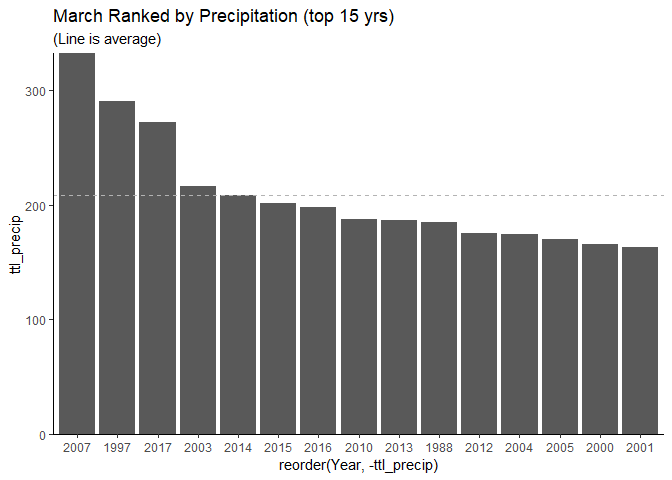 March Ranked by Precipitation (top 15 yrs)
(Line is average)
300
200
100
0
ttl_precip
2007 1997 2017 2003 2014 2015 2016 2010 2013 1988 2012 2004 2005 2000 2001
reorder(Year, -ttl_precip)